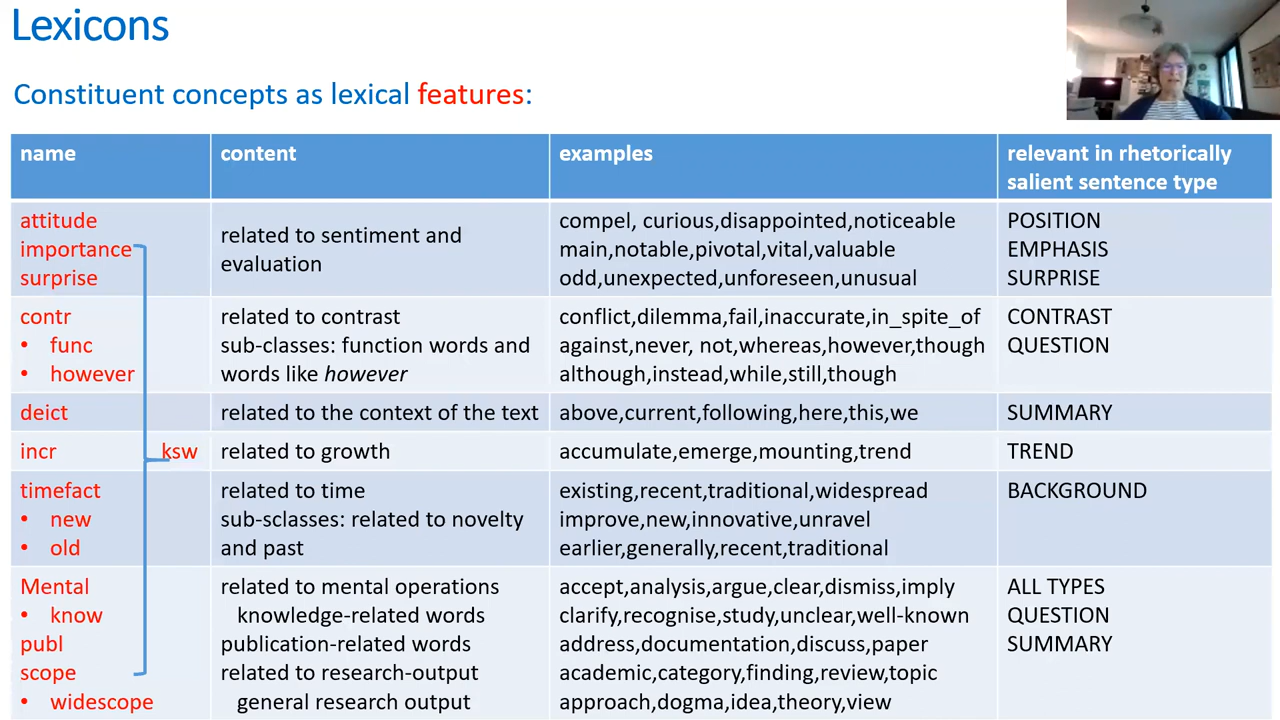 Lexicons
Constituent concepts as lexical features:
name content examples relevant in rhetorically
salient sentence type
attitude
importance
surprise
related to sentiment and
evaluation
compel, curious,disappointed,noticeable
main,notable,pivotal,vital,valuable
odd,unexpected,unforeseen,unusual
POSITION
EMPHASIS
SURPRISE
contr
• func
• however
related to contrast
sub-classes: function words and
words like however
conflict,dilemma,fail,inaccurate,in_spite_of
against,never, not,whereas,however,though
although,instead,while,still,though
CONTRAST
QUESTION
deict
related to the context of the text
above,current,following,here,this,we
SUMMARY
incr
ksw
related to growth
accumulate,emerge,mounting,trend
TREND
timefact
• new
• old
related to time
sub-sclasses: related to novelty
and past
existing,recent,traditional,widespread
improve,new,innovative,unravel
earlier,generally,recent,traditional
BACKGROUND
Mental
• know
publ
scope
• widescope
related to mental operations
knowledge-related words
publication-related words
related to research-output
general research output
accept,analysis,argue,clear,dismiss,imply
clarify,recognise,study,unclear,well-known
address,documentation,discuss,paper
academic,category,finding,review,topic
approach,dogma,idea,theory,view
ALL TYPES
QUESTION
SUMMARY